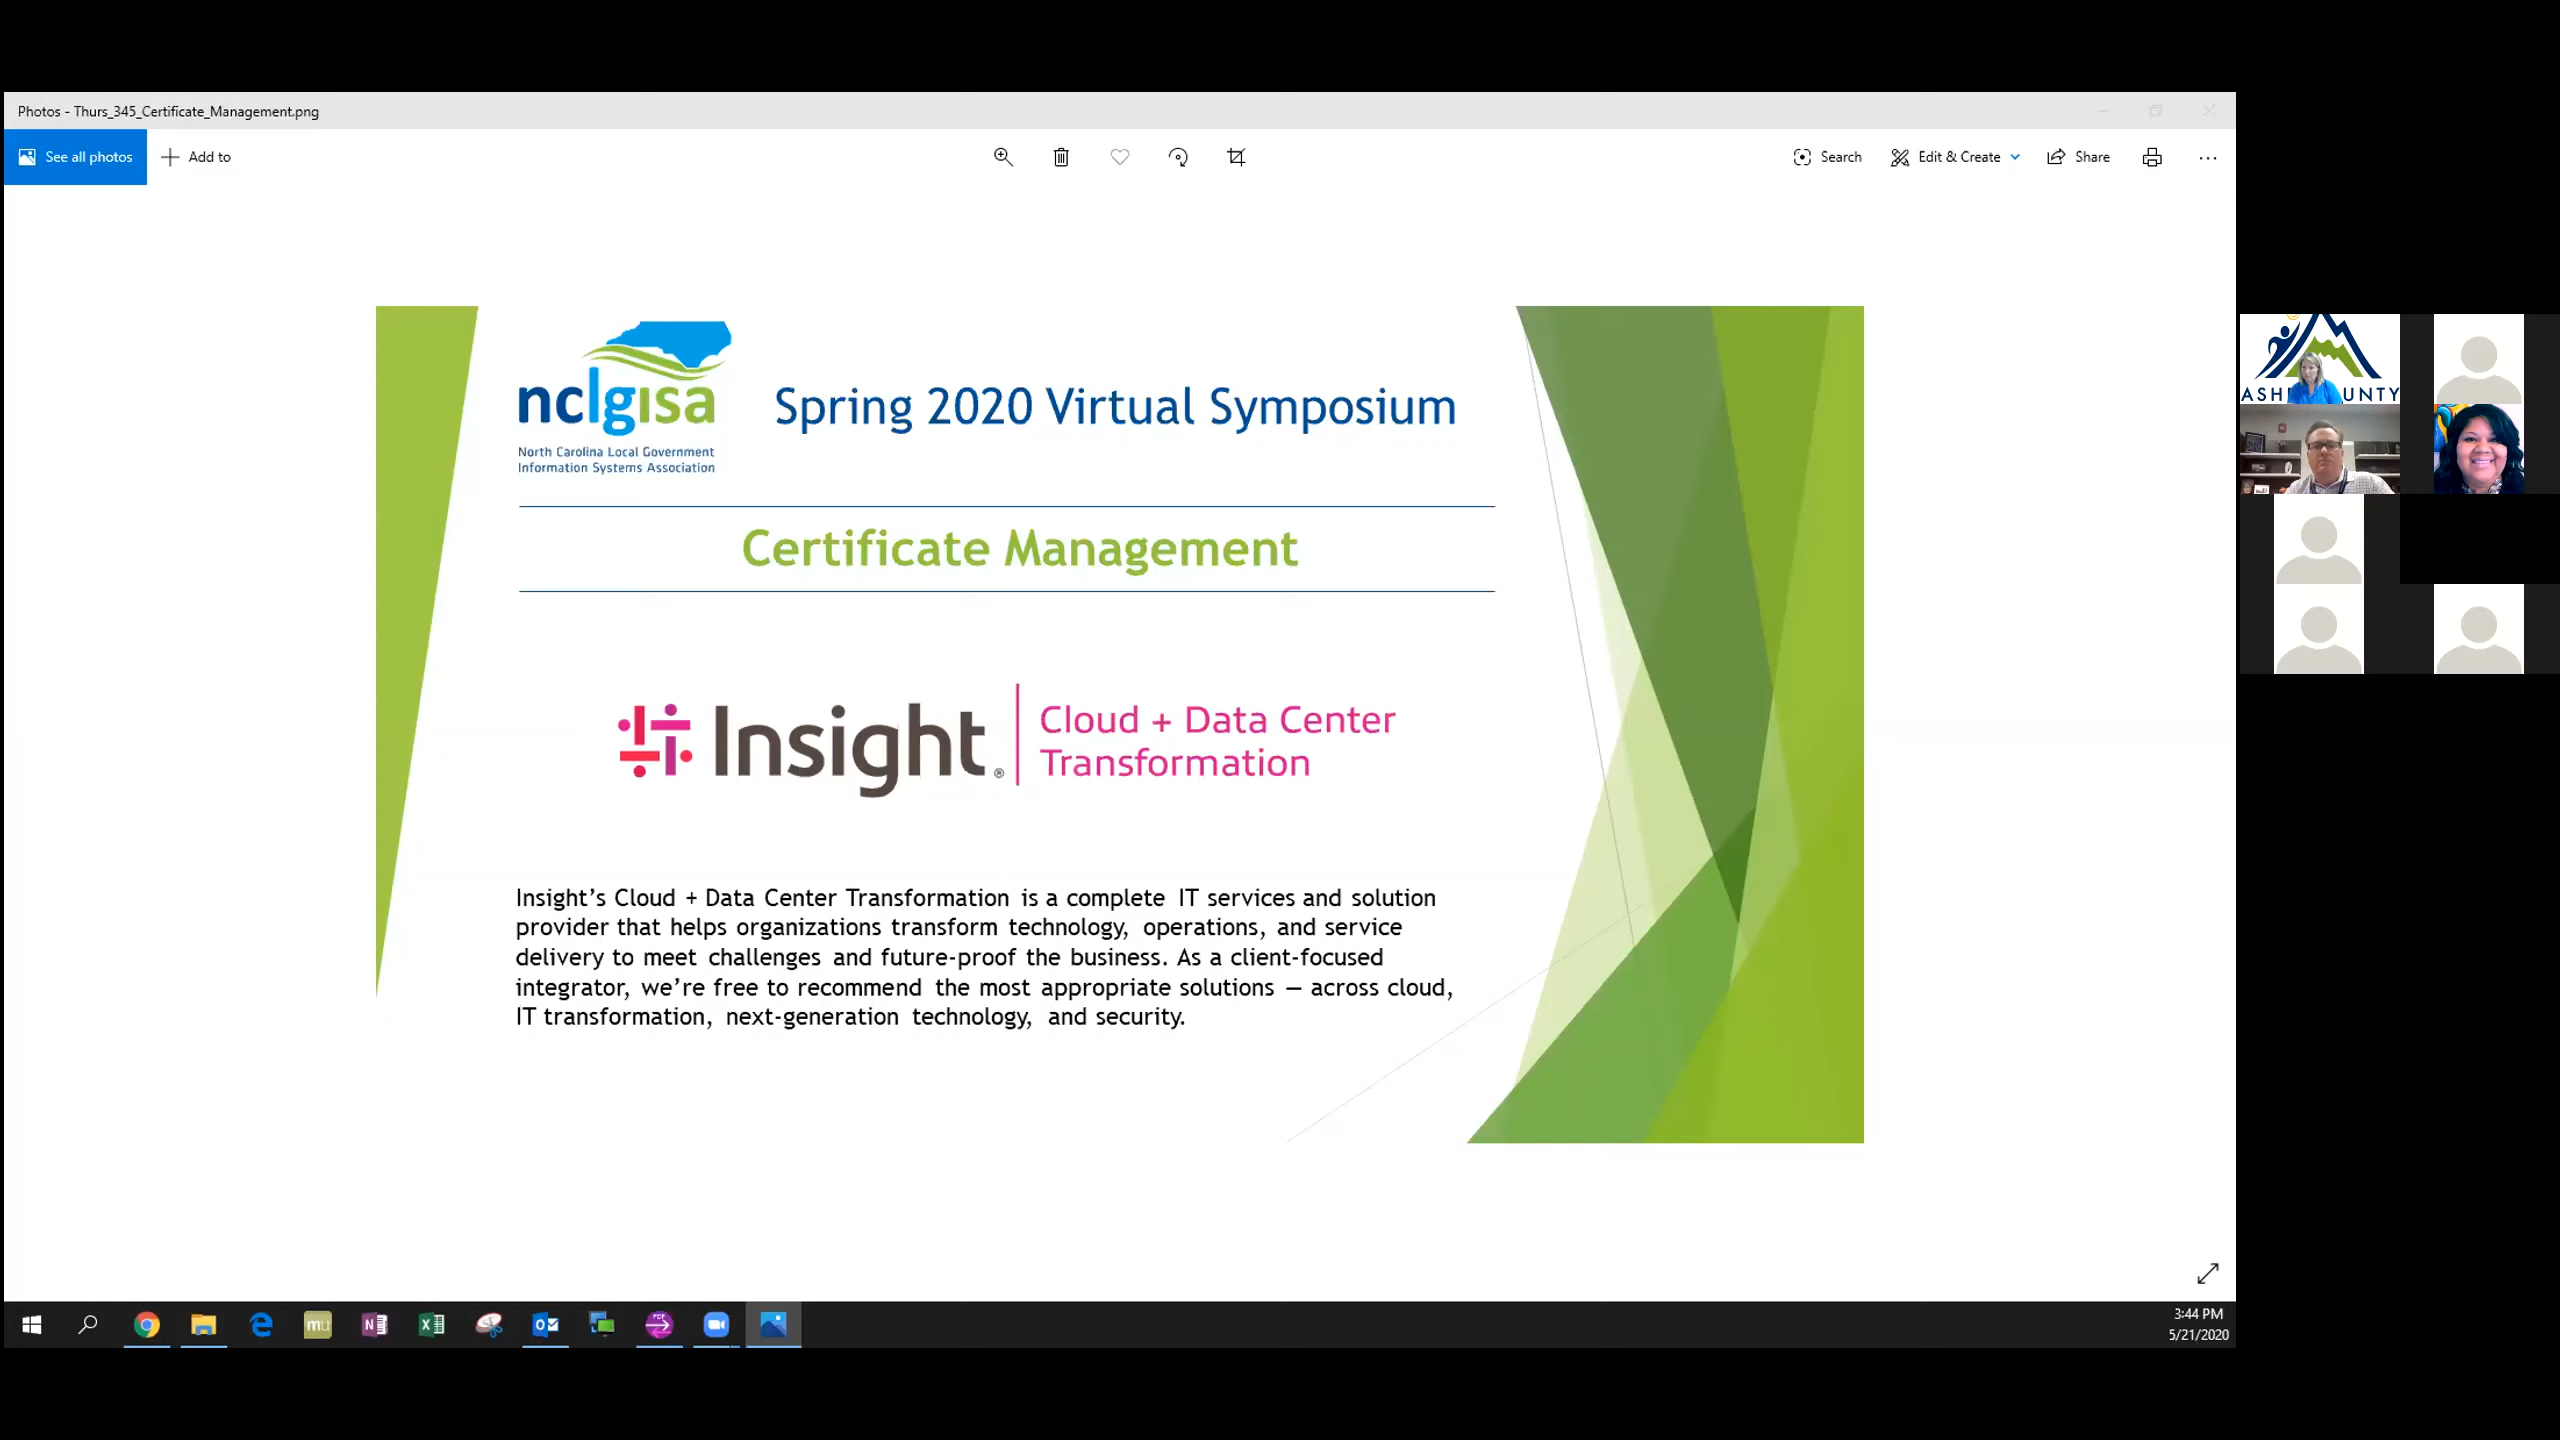 Photos - Thurs_345_Certificate_Management.png
See all photos
Add to
Search
Edit & Create
Share
nclgisa
North Carolina Local Government
Information Systems Association
Spring 2020 Virtual Symposium
Certificate Management
Insight®
Cloud + Data Center
Transformation
Insight’s Cloud + Data Center Transformation is a complete IT services and solution
provider that helps organizations transform technology, operations, and service
delivery to meet challenges and future-proof the business. As a client-focused
integrator, we’re free to recommend the most appropriate solutions — across cloud,
IT transformation, next-generation technology, and security.
ASH UNTY
mu
3:44 PM
5/21/2020